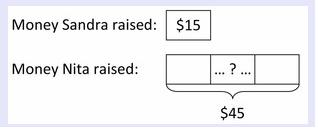 Money Sandra raised: $15
Money Nita raised: ... ? ...
$45